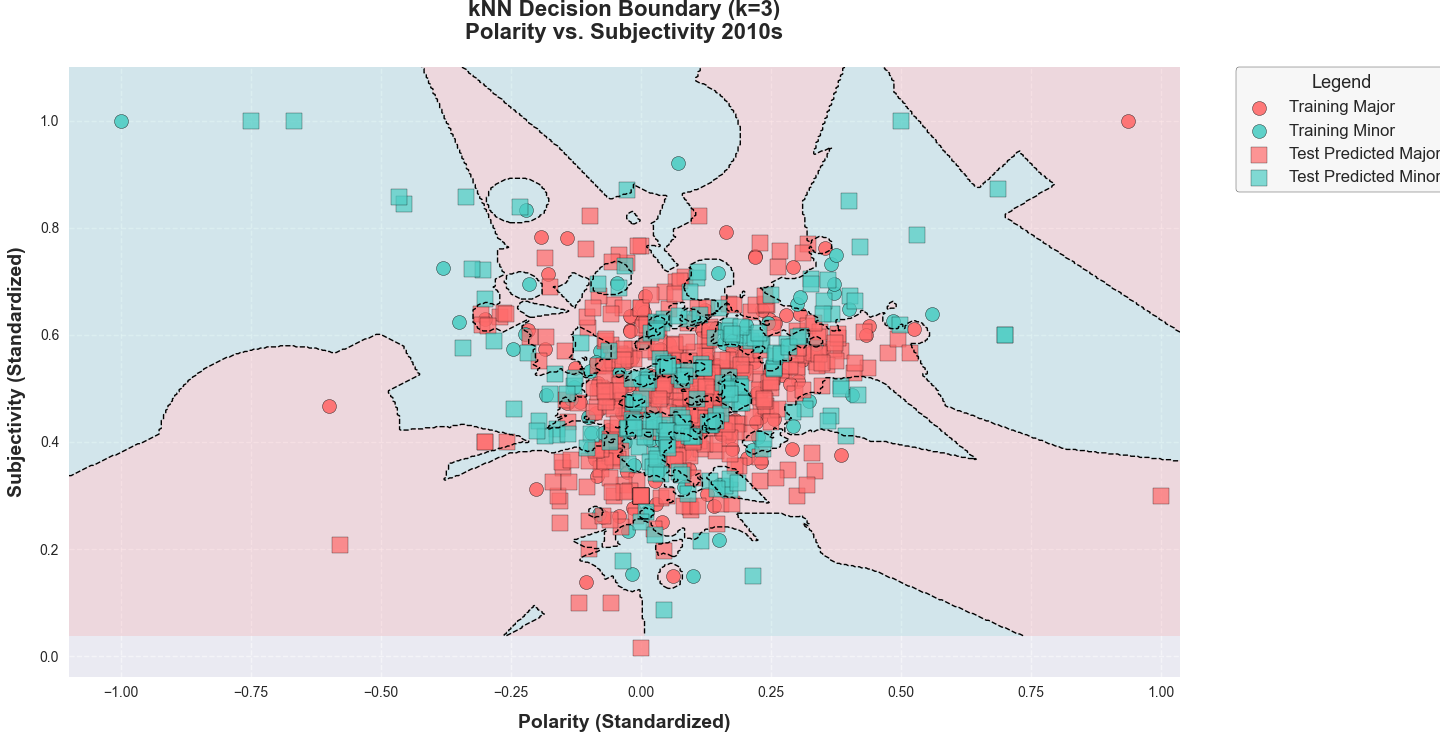 kNN Decision Boundary (k=3)
Polarity vs. Subjectivity 2010s
Legend
Training Major
Training Minor
Test Predicted Major
Test Predicted Minor
Subjectivity (Standardized)
1.0
0.8
0.6
0.4
0.2
0.0
−1.00 −0.75 −0.50 −0.25 0.00 0.25 0.50 0.75 1.00
Polarity (Standardized)